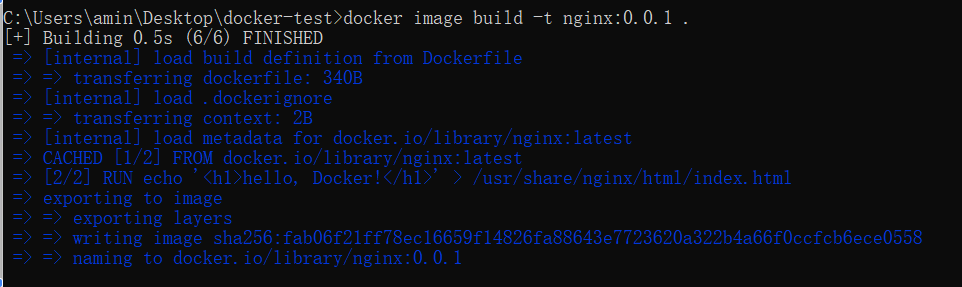 C:\Users\amin\Desktop\docker-test>docker image build -t nginx:0.0.1 .
[+] Building 0.5s (6/6) FINISHED
=> [internal] load build definition from Dockerfile
=> => transferring dockerfile: 340B
=> [internal] load .dockerignore
=> => transferring context: 2B
=> [internal] load metadata for docker.io/library/nginx:latest
=> CACHED [1/2] FROM docker.io/library/nginx:latest
=> [2/2] RUN echo '<h1>hello, Docker!</h1>' > /usr/share/nginx/html/index.html
=> exporting to image
=> => exporting layers
=> => writing image sha256:fab06f21ff78ec16659f14826fa88643e7723620a322b4a66f0ccfcb6ece0558
=> => naming to docker.io/library/nginx:0.0.1